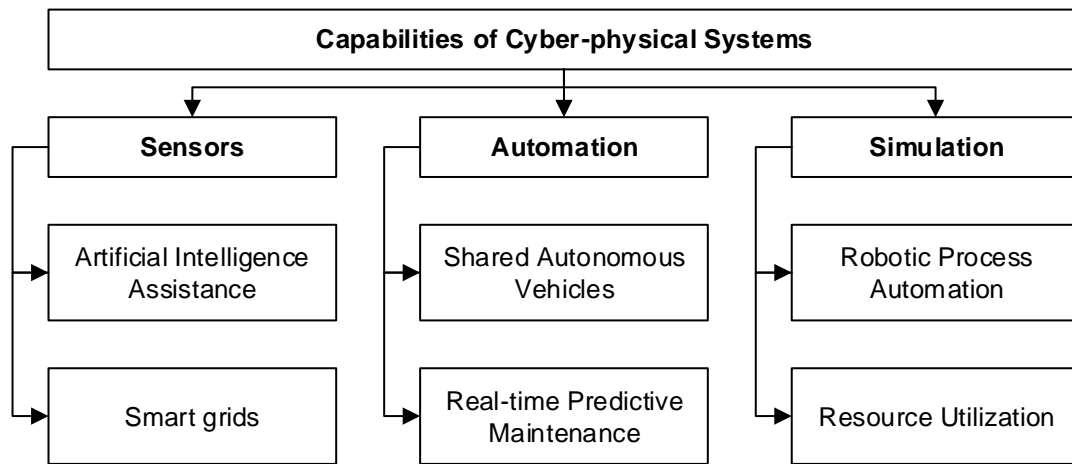 Capabilities of Cyber-physical Systems
Sensors
Automation
Simulation
Artificial Intelligence
Assistance
Shared Autonomous
Vehicles
Robotic Process
Automation
Smart grids
Real-time Predictive
Maintenance
Resource Utilization